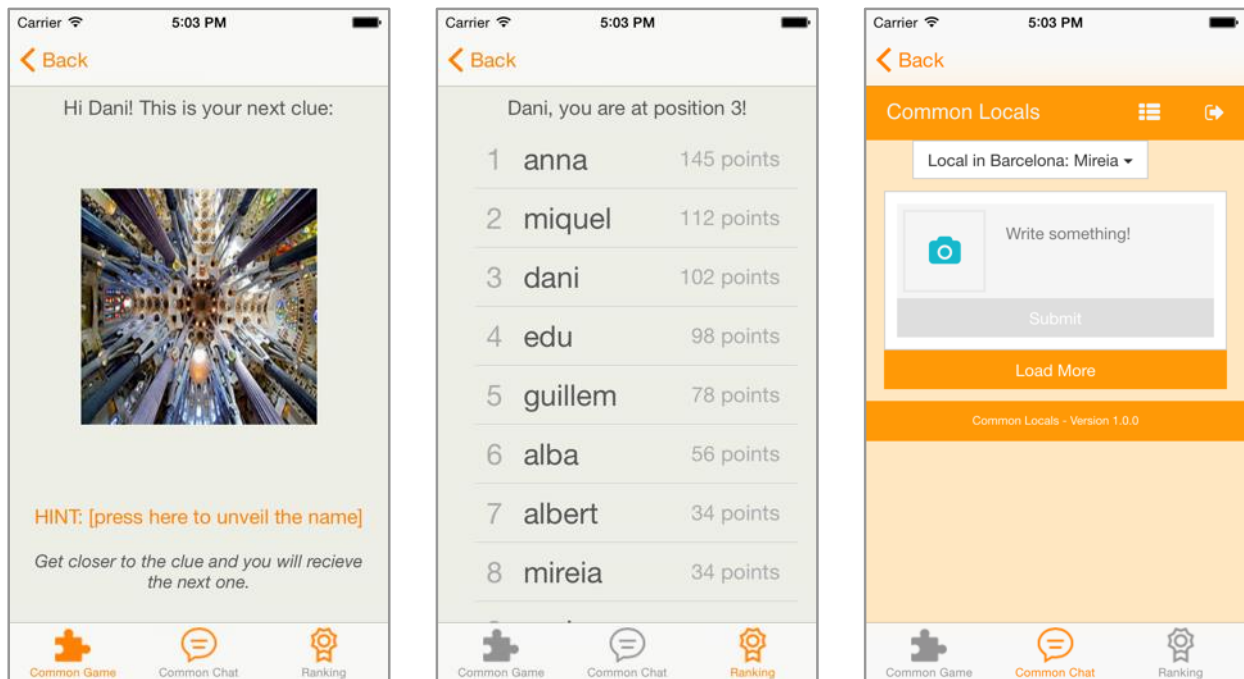 Carrier 5:03 PM
Back
Hi Dani! This is your next clue:
HINT: [press here to unveil the name]
Get closer to the clue and you will recieve
the next one.
Common Game Common Chat Ranking
Carrier 5:03 PM
Back
Dani, you are at position 3!
1 anna 145 points
2 miquel 112 points
3 dani 102 points
4 edu 98 points
5 guillem 78 points
6 alba 56 points
7 albert 34 points
8 mireia 34 points
Common Game Common Chat Ranking
Carrier 5:03 PM
Back
Common Locals
Local in Barcelona: Mireia
Write something!
Submit
Load More
Common Locals - Version 1.0.0
Common Game Common Chat Ranking